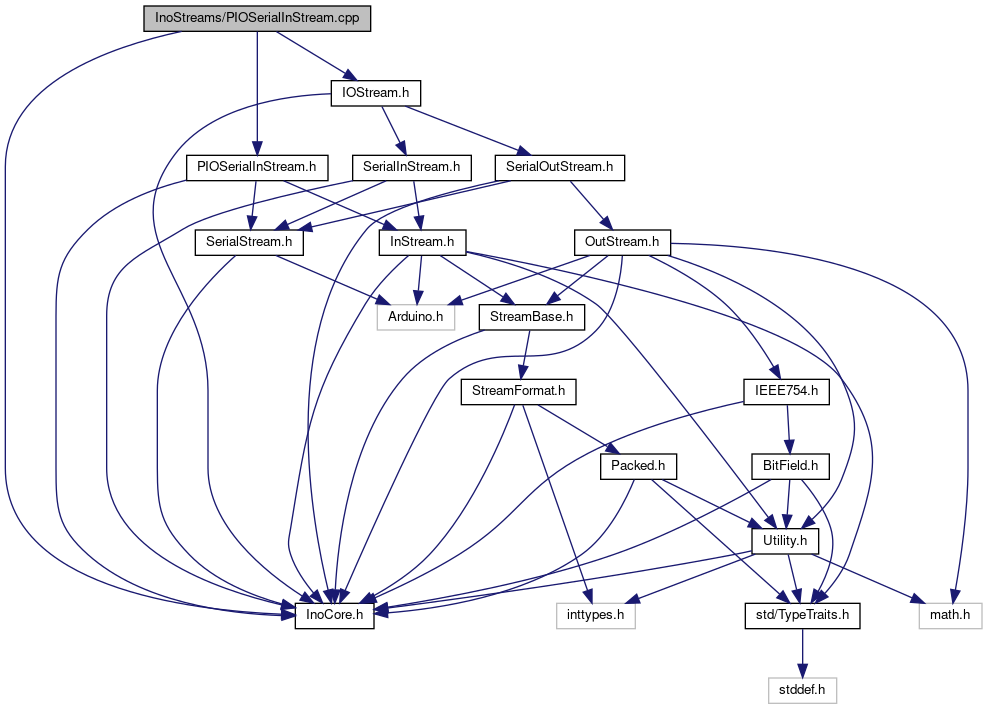 InoStreams/PIOSerialInStream.cpp
IOStream.h
PIOSerialInStream.h
SerialInStream.h
SerialOutStream.h
SerialStream.h
InStream.h
OutStream.h
Arduino.h
StreamBase.h
StreamFormat.h
IEEE754.h
Packed.h
BitField.h
Utility.h
InoCore.h
inttypes.h
std/TypeTraits.h
math.h
stddef.h